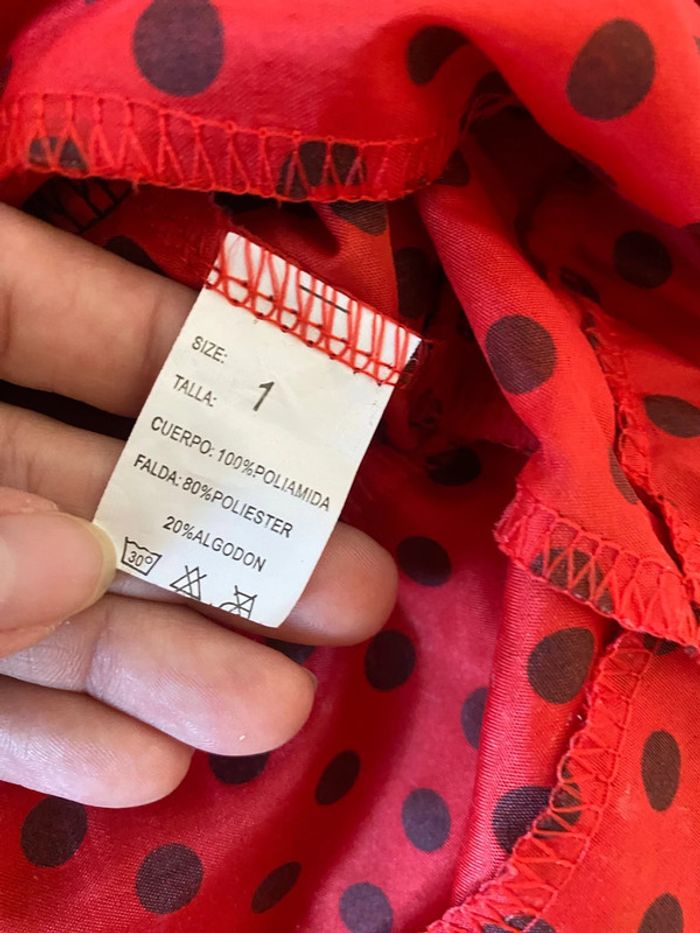 SIZE:
TALLA: 1
CUERPO: 100%POLIAMIDA
FALDA: 80%POLIESTER
20%ALGODON
30°